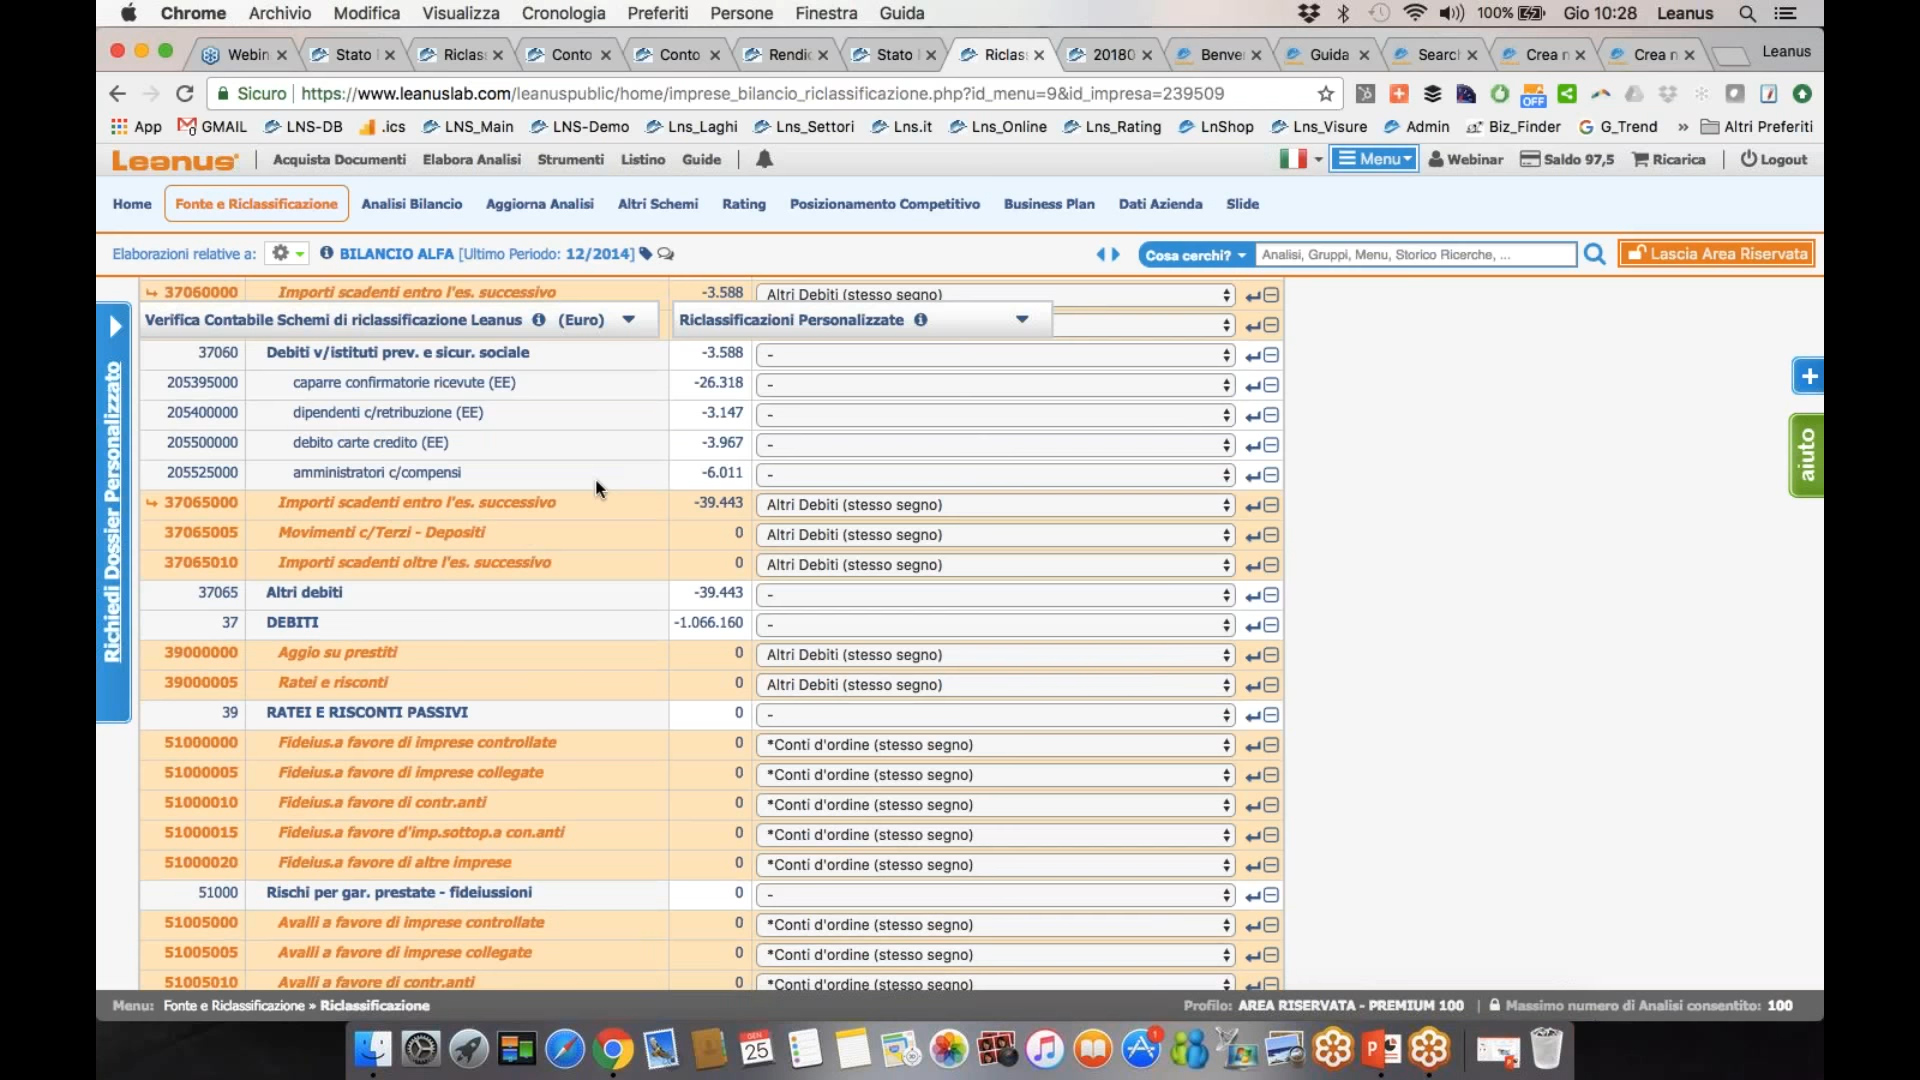 Chrome Archivio Modifica Visualizza Cronologia Preferiti Persone Finestra Guida 100% Gio 10:28 Leanus
Webin Stato Riclas Conto Conto Rendic Stato Riclas 20180 Benve Guida Search Crea n Crea n Leanus
Sicuro https://www.leanuslab.com/leanuspublic/home/imprese_bilancio_riclassificazione.php?id_menu=9&id_impresa=239509 OFF
App GMAIL LNS-DB .ics LNS_Main LNS-Demo Lns_Laghi Lns_Settori Lns.it Lns_Online Lns_Rating LnShop Lns_Visure Admin Biz_Finder G_Trend » Altri Preferiti
Leanus Acquista Documenti Elabora Analisi Strumenti Listino Guide Menu Webinar Saldo 97,5 Ricarica Logout
Home Fonte e Riclassificazione Analisi Bilancio Aggiorna Analisi Altri Schemi Rating Posizionamento Competitivo Business Plan Dati Azienda Slide
Elaborazioni relative a: BILANCIO ALFA [Ultimo Periodo: 12/2014] Cosa cerchi? Analisi, Gruppi, Menu, Storico Ricerche, ... Lascia Area Riservata
Richiedi Dossier Personalizzato
37060000 Importi scadenti entro l'es. successivo -3.588 Altri Debiti (stesso segno)
Verifica Contabile Schemi di riclassificazione Leanus (Euro) Riclassificazioni Personalizzate
37060 Debiti v/istituti prev. e sicur. sociale -3.588 -
205395000 caparre confirmatorie ricevute (EE) -26.318 -
205400000 dipendenti c/retribuzione (EE) -3.147 -
205500000 debito carte credito (EE) -3.967 -
205525000 amministratori c/compensi -6.011 -
37065000 Importi scadenti entro l'es. successivo -39.443 Altri Debiti (stesso segno)
37065005 Movimenti c/Terzi - Depositi 0 Altri Debiti (stesso segno)
37065010 Importi scadenti oltre l'es. successivo 0 Altri Debiti (stesso segno)
37065 Altri debiti -39.443 -
37 DEBITI -1.066.160 -
39000000 Aggio su prestiti 0 Altri Debiti (stesso segno)
39000005 Ratei e risconti 0 Altri Debiti (stesso segno)
39 RATEI E RISCONTI PASSIVI 0 -
51000000 Fideius.a favore di imprese controllate 0 *Conti d'ordine (stesso segno)
51000005 Fideius.a favore di imprese collegate 0 *Conti d'ordine (stesso segno)
51000010 Fideius.a favore di contr.anti 0 *Conti d'ordine (stesso segno)
51000015 Fideius.a favore d'imp.sottop.a con.anti 0 *Conti d'ordine (stesso segno)
51000020 Fideius.a favore di altre imprese 0 *Conti d'ordine (stesso segno)
51000 Rischi per gar. prestate - fideiussioni 0 -
51005000 Avalli a favore di imprese controllate 0 *Conti d'ordine (stesso segno)
51005005 Avalli a favore di imprese collegate 0 *Conti d'ordine (stesso segno)
51005010 Avalli a favore di contr.anti 0 *Conti d'ordine (stesso segno)
aiuto
Menu: Fonte e Riclassificazione » Riclassificazione Profilo: AREA RISERVATA - PREMIUM 100 | Massimo numero di Analisi consentito: 100
GEN
25
1